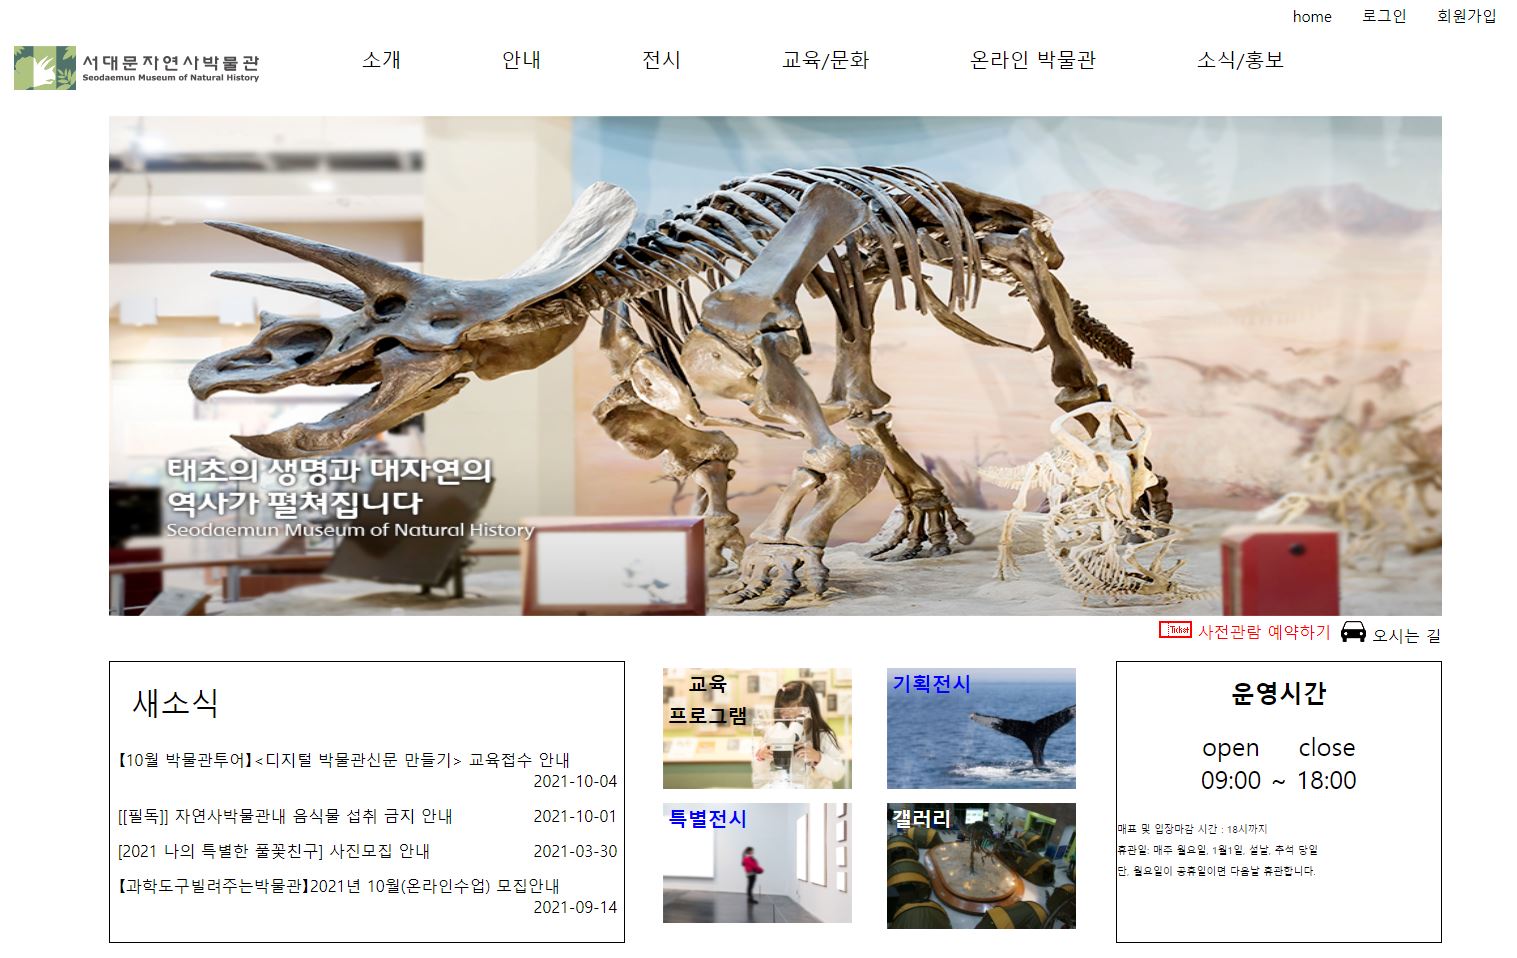 home 로그인 회원가입
서대문자연사박물관
Seodaemun Museum of Natural History
소개 안내 전시 교육/문화 온라인 박물관 소식/홍보
태초의 생명과 대자연의
역사가 펼쳐집니다
Seodaemun Museum of Natural History
Ticket 사전관람 예약하기 오시는 길
새소식
【10월 박물관투어】<디지털 박물관신문 만들기> 교육접수 안내
2021-10-04
[[필독]] 자연사박물관내 음식물 섭취 금지 안내 2021-10-01
[2021 나의 특별한 풀꽃친구] 사진모집 안내 2021-03-30
【과학도구빌려주는박물관】2021년 10월(온라인수업) 모집안내
2021-09-14
교육
프로그램
기획전시
특별전시
갤러리
운영시간
open close
09:00 ~ 18:00
매표 및 입장마감 시간 : 18시까지
휴관일: 매주 월요일, 1월1일, 설날, 추석 당일
단, 월요일이 공휴일이면 다음날 휴관합니다.